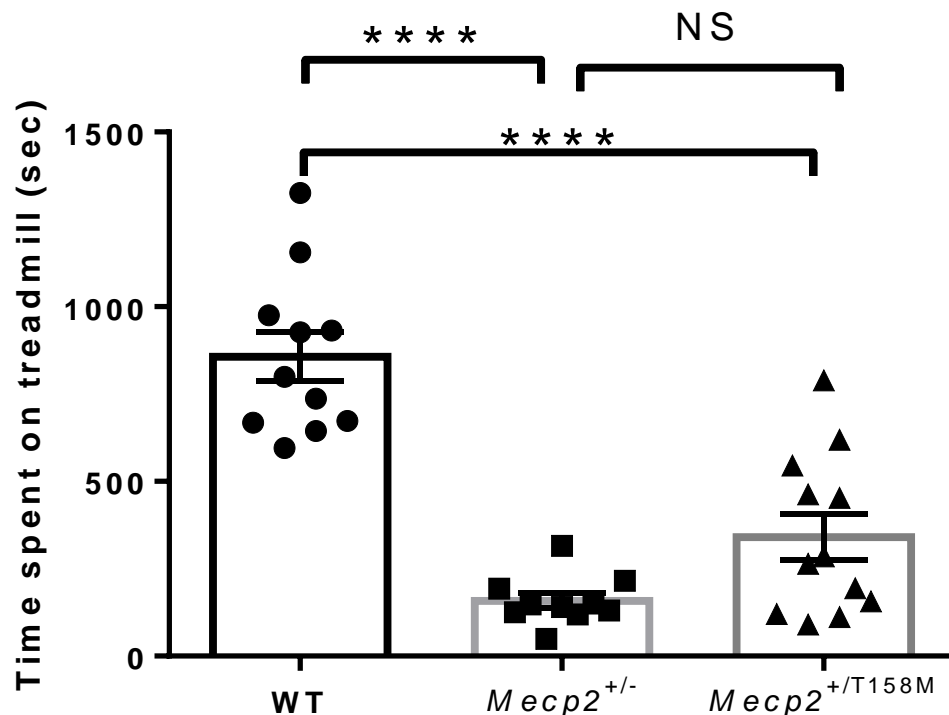 NS
****
****
Time spent on treadmill (sec)
1500
1000
500
0
WT
Mecp2+/-
Mecp2+/T158M